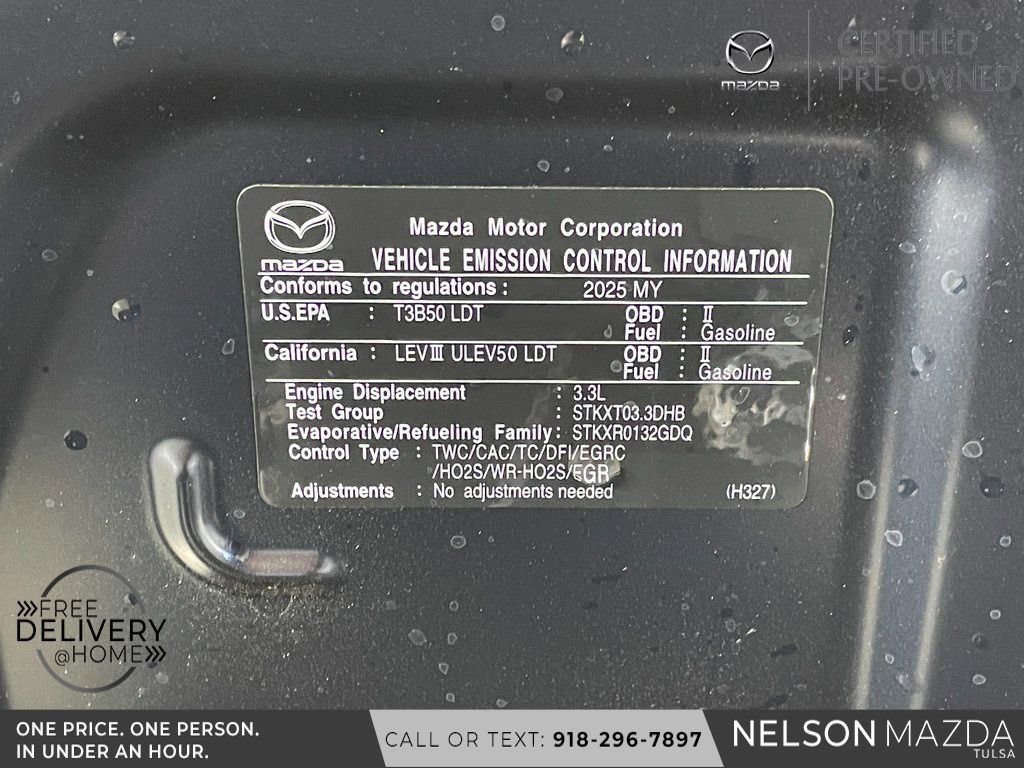 mazda
CERTIFIED
PRE-OWNED
Mazda Motor Corporation
mazda VEHICLE EMISSION CONTROL INFORMATION
Conforms to regulations : 2025 MY
U.S.EPA : T3B50 LDT OBD : Ⅱ
Fuel : Gasoline
California : LEVⅢ ULEV50 LDT OBD : Ⅱ
Fuel : Gasoline
Engine Displacement : 3.3L
Test Group : STKXT03.3DHB
Evaporative/Refueling Family : STKXR0132GDQ
Control Type : TWC/CAC/TC/DFI/EGRC
/HO2S/WR-HO2S/EGR
Adjustments : No adjustments needed (H327)
FREE
DELIVERY
@HOME
ONE PRICE. ONE PERSON.
IN UNDER AN HOUR.
CALL OR TEXT: 918-296-7897
NELSON MAZDA
TULSA